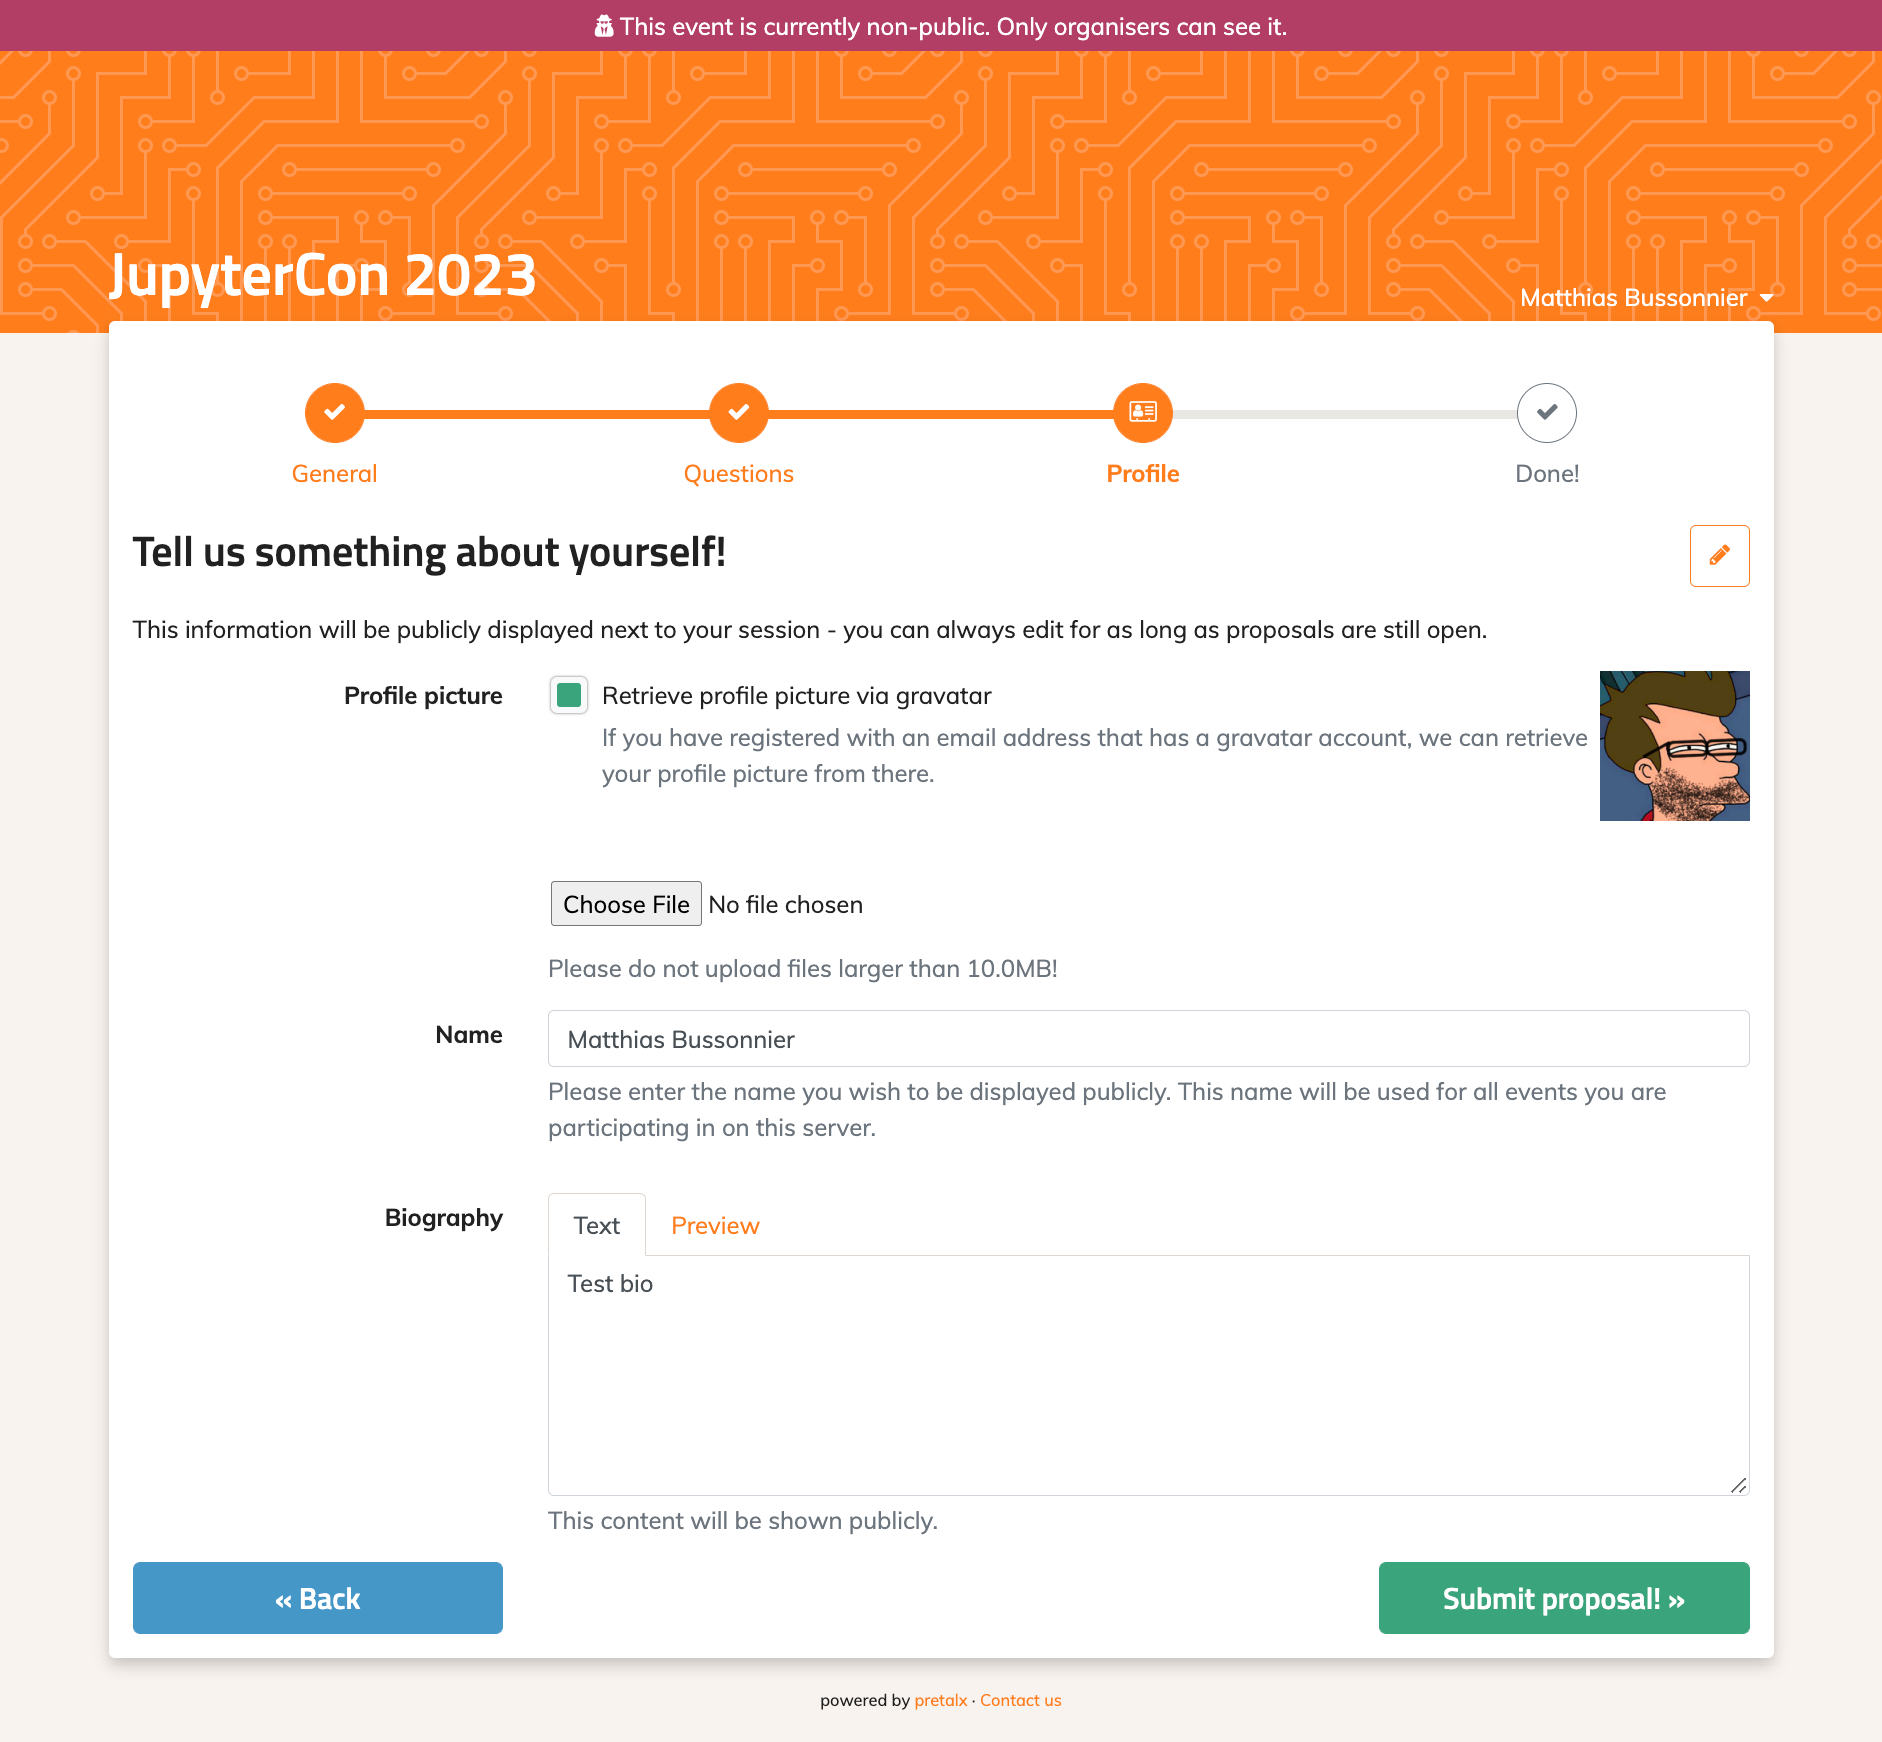 This event is currently non-public. Only organisers can see it.
JupyterCon 2023
Matthias Bussonnier
General
Questions
Profile
Done!
Tell us something about yourself!
This information will be publicly displayed next to your session - you can always edit for as long as proposals are still open.
Profile picture
Retrieve profile picture via gravatar
If you have registered with an email address that has a gravatar account, we can retrieve
your profile picture from there.
Choose File No file chosen
Please do not upload files larger than 10.0MB!
Name
Matthias Bussonnier
Please enter the name you wish to be displayed publicly. This name will be used for all events you are
participating in on this server.
Biography
Text
Preview
Test bio
This content will be shown publicly.
« Back
Submit proposal! »
powered by pretalx · Contact us